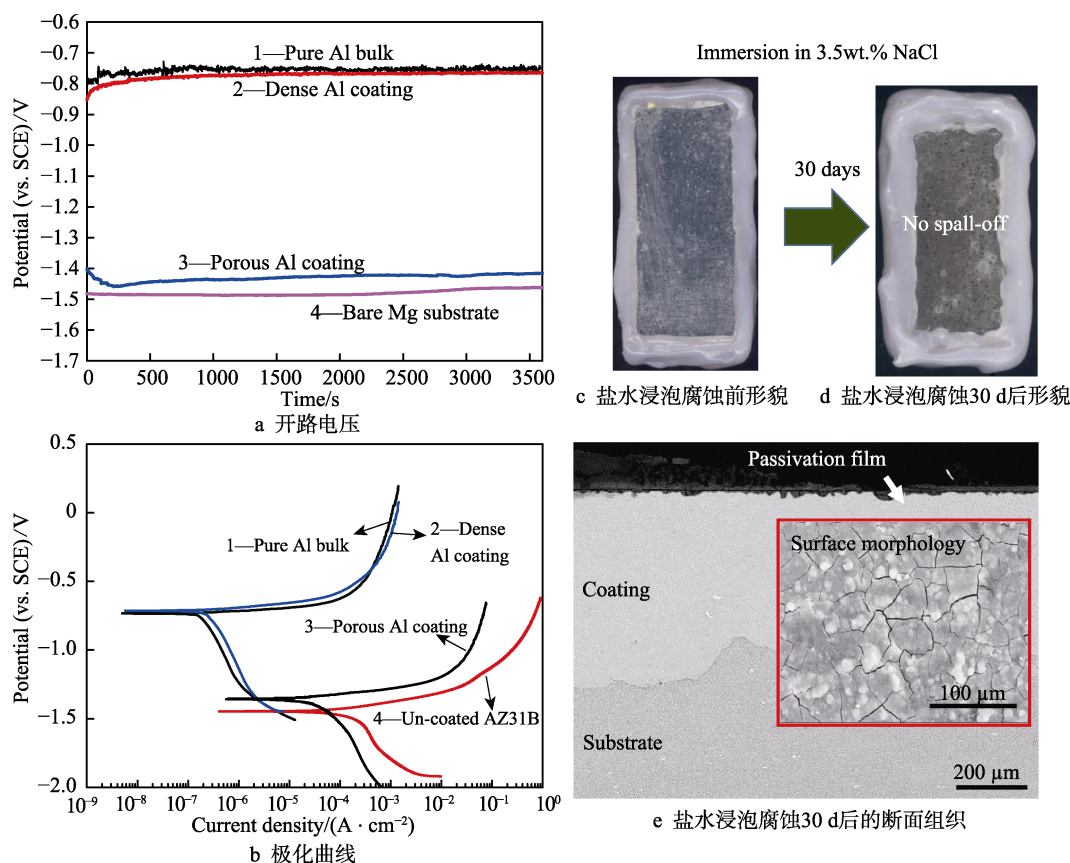 −0.6
−0.7
−0.8
−0.9
−1.0
−1.1
−1.2
−1.3
−1.4
−1.5
−1.6
−1.7
Potential (vs. SCE)/V
1—Pure Al bulk
2—Dense Al coating
3—Porous Al coating
4—Bare Mg substrate
0 500 1000 1500 2000 2500 3000 3500
Time/s
a 开路电压
Immersion in 3.5wt.% NaCl
30 days
No spall-off
c 盐水浸泡腐蚀前形貌
d 盐水浸泡腐蚀30 d后形貌
0.5
0
−0.5
−1.0
−1.5
−2.0
Potential (vs. SCE)/V
1—Pure Al bulk
2—Dense
Al coating
3—Porous Al coating
4—Un-coated AZ31B
10⁻⁹ 10⁻⁸ 10⁻⁷ 10⁻⁶ 10⁻⁵ 10⁻⁴ 10⁻³ 10⁻² 10⁻¹ 10⁰
Current density/(A · cm⁻²)
b 极化曲线
Passivation film
Surface morphology
Coating
100 μm
Substrate
200 μm
e 盐水浸泡腐蚀30 d后的断面组织